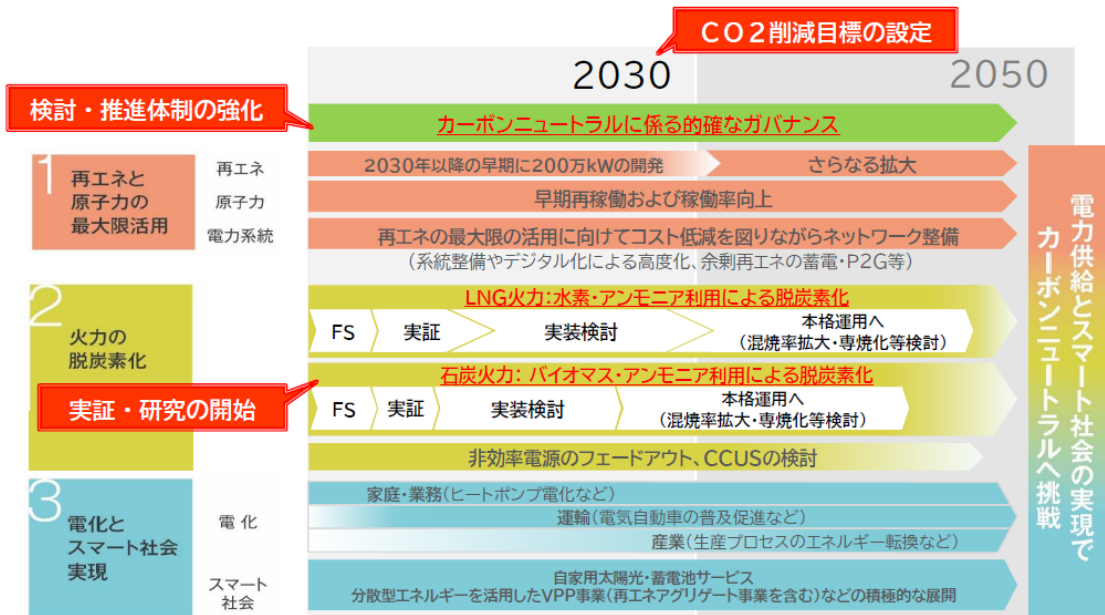 CO2削減目標の設定
2030
2050
検討・推進体制の強化
カーボンニュートラルに係る的確なガバナンス
1
再エネと
原子力の
最大限活用
再エネ
2030年以降の早期に200万kWの開発
さらなる拡大
原子力
早期再稼働および稼働率向上
電力系統
再エネの最大限の活用に向けてコスト低減を図りながらネットワーク整備
(系統整備やデジタル化による高度化、余剰再エネの蓄電・P2G等)
2
火力の
脱炭素化
LNG火力:水素・アンモニア利用による脱炭素化
FS
実証
実装検討
本格運用へ
(混焼率拡大・専焼化等検討)
実証・研究の開始
石炭火力: バイオマス・アンモニア利用による脱炭素化
FS
実証
実装検討
本格運用へ
(混焼率拡大・専焼化等検討)
非効率電源のフェードアウト、CCUSの検討
3
電化と
スマート社会
実現
電 化
家庭・業務(ヒートポンプ電化など)
運輸(電気自動車の普及促進など)
産業(生産プロセスのエネルギー転換など)
スマート
社会
自家用太陽光・蓄電池サービス
分散型エネルギーを活用したVPP事業(再エネアグリゲート事業を含む)などの積極的な展開
電力供給とスマート社会の実現で
カーボンニュートラルへ挑戦